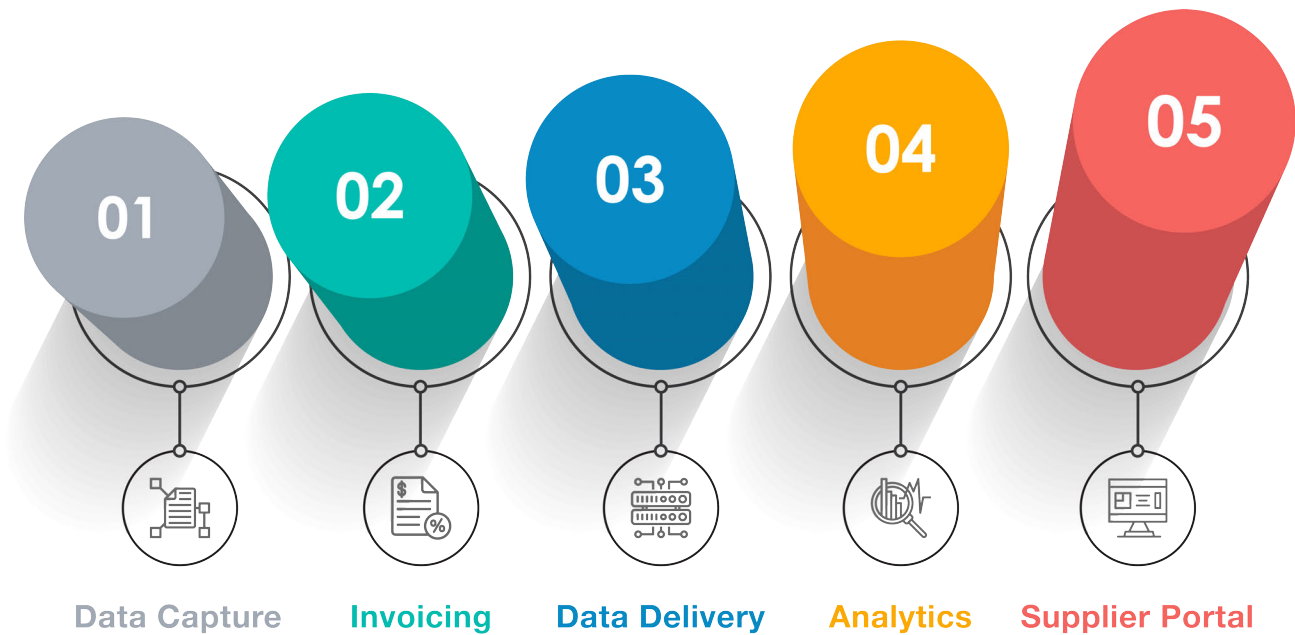 01
02
03
04
05
$
%
Data Capture
Invoicing
Data Delivery
Analytics
Supplier Portal